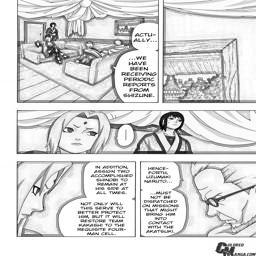 ACTU-
ALLY...
...WE
HAVE
BEEN
RECEIVING
PERIODIC
REPORTS
FROM
SHIZUNE.
!
IN
ADDITION,
ASSIGN TWO
ACCOMPLISHED
SHINOBI TO
REMAIN AT
HIS SIDE AT
ALL TIMES.
NOT ONLY WILL
THIS SERVE TO
BETTER PROTECT
HIM, BUT IT WILL
RESTORE TEAM
KAKASHI TO
THE REQUISITE
FOUR-
MAN CELL.
HENCE-
FORTH,
UZUMAKI
NARUTO...
...MUST
NOT BE
DISPATCHED
ON MISSIONS
THAT MIGHT
BRING HIM
INTO
CONTACT
WITH THE
AKATSUKI.
COLORED
MANGA.COM